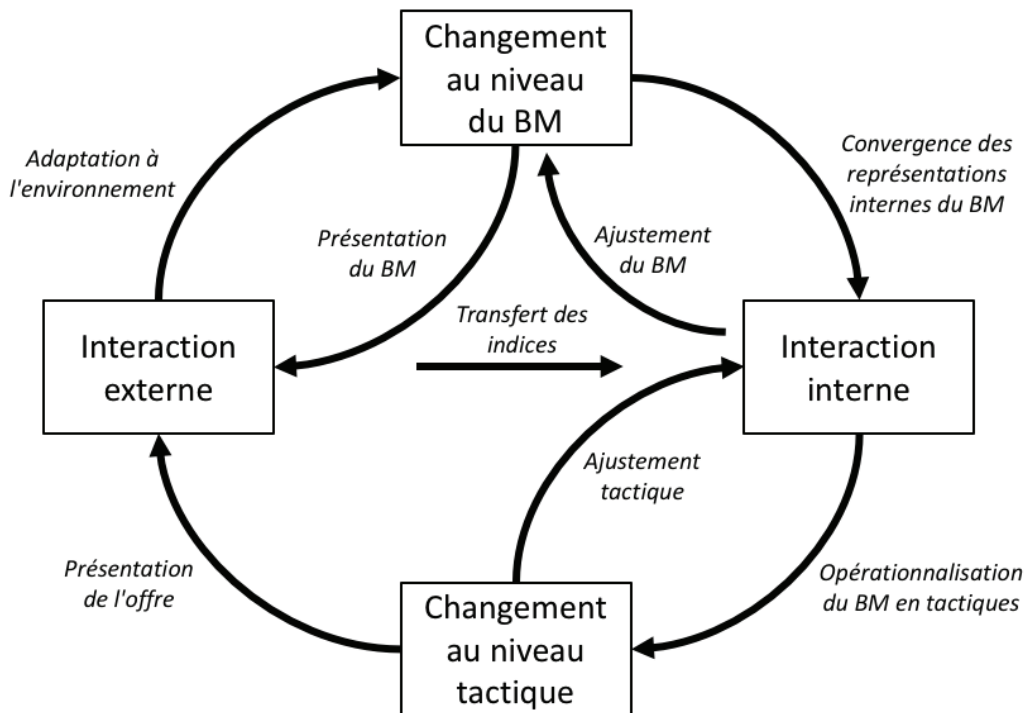 Changement
au niveau
du BM
Adaptation à
l'environnement
Convergence des
représentations
internes du BM
Présentation
du BM
Ajustement
du BM
Transfert des
indices
Interaction
externe
Interaction
interne
Ajustement
tactique
Présentation
de l'offre
Opérationnalisation
du BM en tactiques
Changement
au niveau
tactique